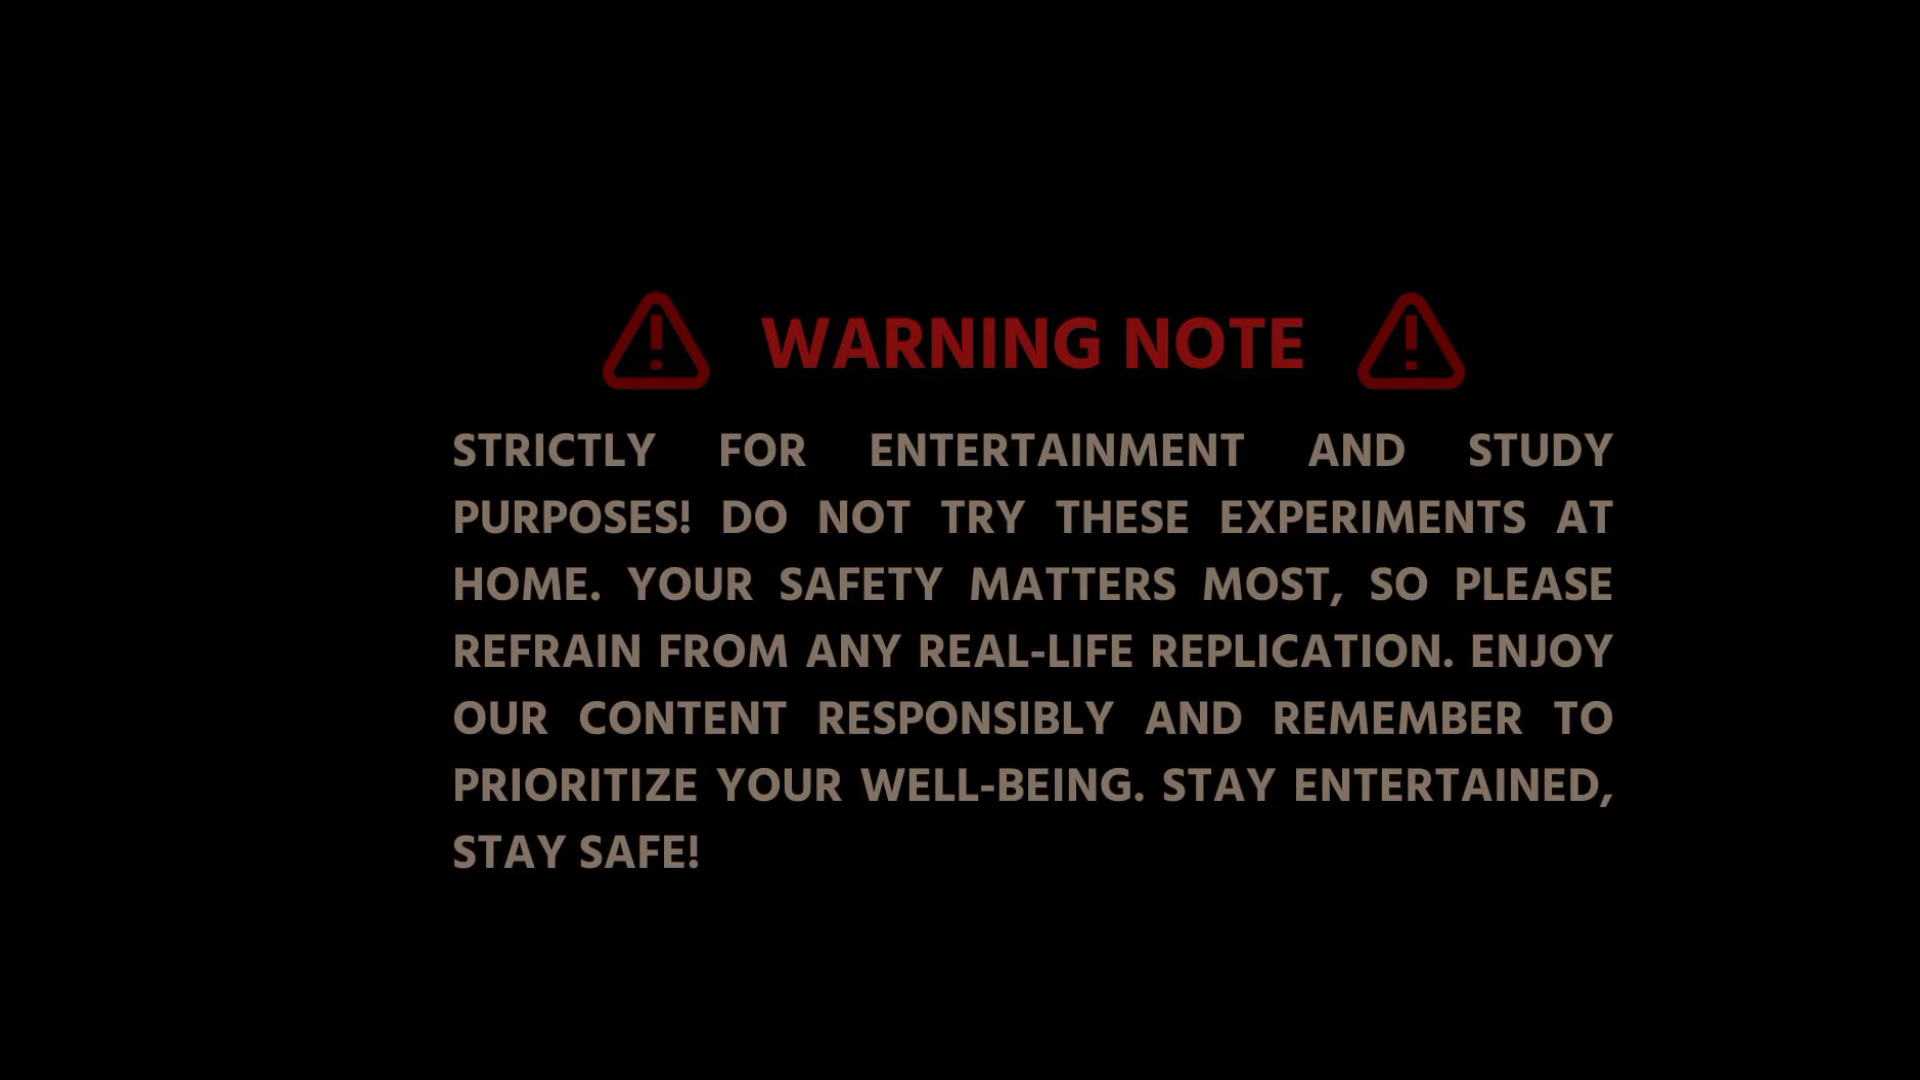 WARNING NOTE
STRICTLY FOR ENTERTAINMENT AND STUDY
PURPOSES! DO NOT TRY THESE EXPERIMENTS AT
HOME. YOUR SAFETY MATTERS MOST, SO PLEASE
REFRAIN FROM ANY REAL-LIFE REPLICATION. ENJOY
OUR CONTENT RESPONSIBLY AND REMEMBER TO
PRIORITIZE YOUR WELL-BEING. STAY ENTERTAINED,
STAY SAFE!